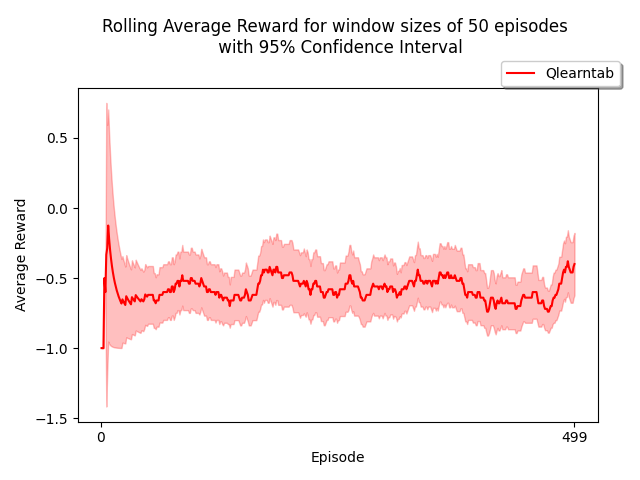 Rolling Average Reward for window sizes of 50 episodes
with 95% Confidence Interval
Qlearntab
0.5
0.0
−0.5
−1.0
−1.5
Average Reward
0
499
Episode